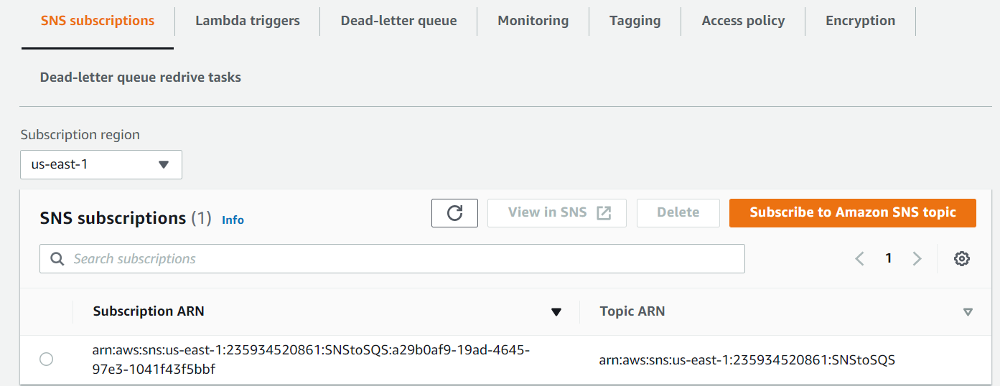 SNS subscriptions
Lambda triggers
Dead-letter queue
Monitoring
Tagging
Access policy
Encryption
Dead-letter queue redrive tasks
Subscription region
us-east-1
SNS subscriptions (1) Info
View in SNS
Delete
Subscribe to Amazon SNS topic
Search subscriptions
1
Subscription ARN
Topic ARN
arn:aws:sns:us-east-1:235934520861:SNStoSQS:a29b0af9-19ad-4645-
97e3-1041f43f5bbf
arn:aws:sns:us-east-1:235934520861:SNStoSQS